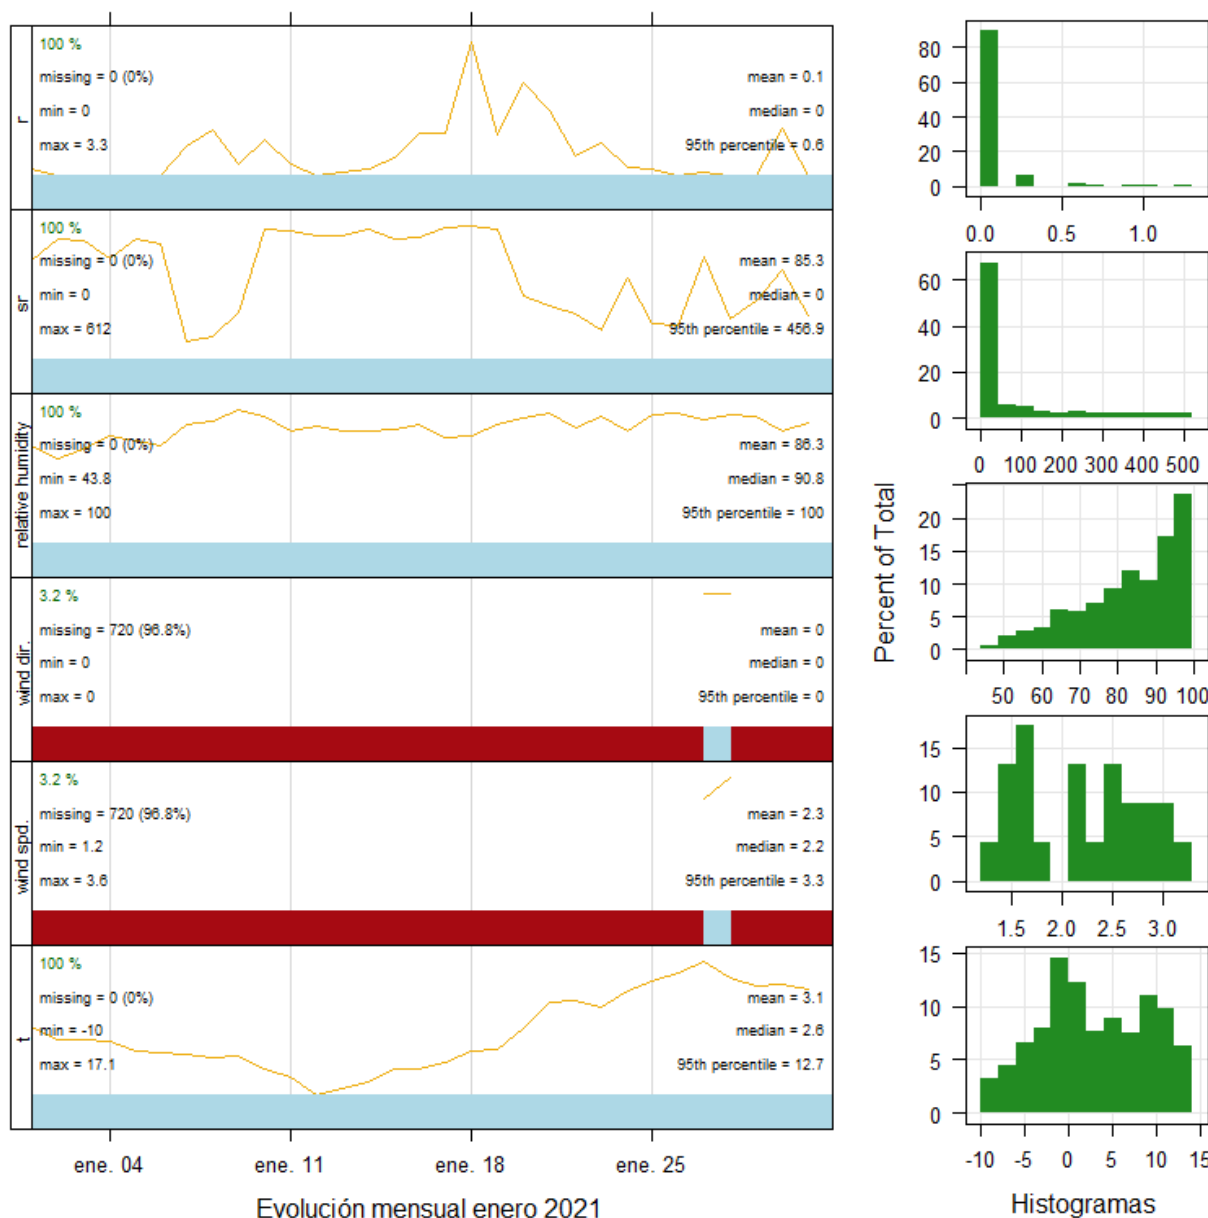 r
100 %
missing = 0 (0%)
min = 0
max = 3.3
mean = 0.1
median = 0
95th percentile = 0.6
sr
100 %
missing = 0 (0%)
min = 0
max = 612
mean = 85.3
median = 0
95th percentile = 456.9
relative humidity
100 %
missing = 0 (0%)
min = 43.8
max = 100
mean = 86.3
median = 90.8
95th percentile = 100
wind dir.
3.2 %
missing = 720 (96.8%)
min = 0
max = 0
mean = 0
median = 0
95th percentile = 0
wind spd.
3.2 %
missing = 720 (96.8%)
min = 1.2
max = 3.6
mean = 2.3
median = 2.2
95th percentile = 3.3
t
100 %
missing = 0 (0%)
min = -10
max = 17.1
mean = 3.1
median = 2.6
95th percentile = 12.7
ene. 04 ene. 11 ene. 18 ene. 25
Evolución mensual enero 2021
Percent of Total
80
60
40
20
0
0.0 0.5 1.0
60
40
20
0
0 100 200 300 400 500
20
15
10
5
0
50 60 70 80 90 100
15
10
5
0
1.5 2.0 2.5 3.0
15
10
5
0
-10 -5 0 5 10 15
Histogramas